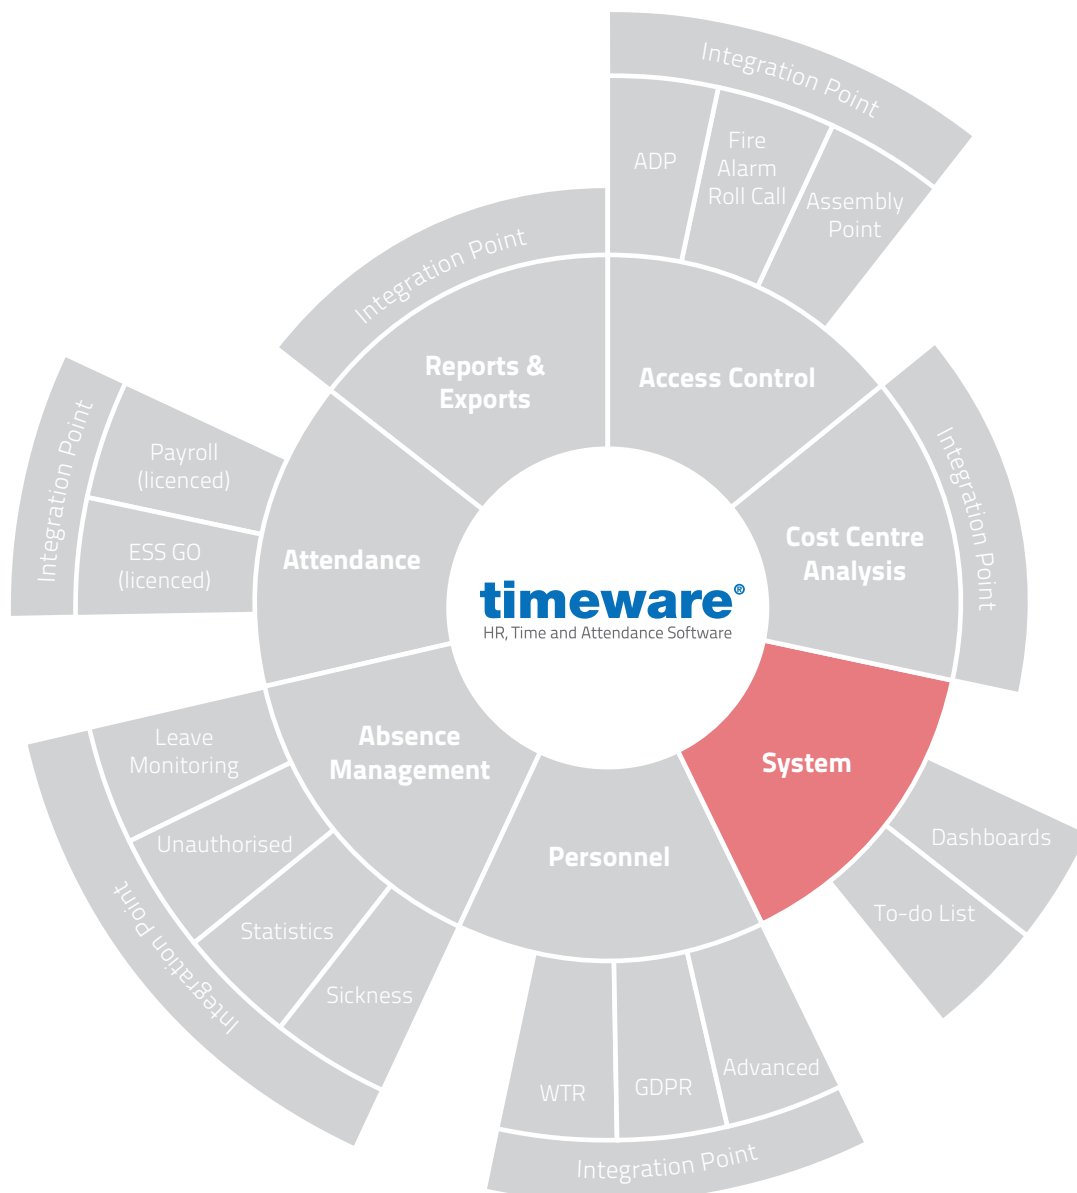 Integration Point
ADP
Fire
Alarm
Roll Call
Assembly
Point
Integration Point
Reports &
Exports
Access Control
Integration Point
Payroll
(licenced)
ESS GO
(licenced)
Integration Point
Attendance
Cost Centre
Analysis
timeware®
HR, Time and Attendance Software
Absence
Management
System
Personnel
Leave
Monitoring
Unauthorised
Statistics
Sickness
Integration Point
Dashboards
To-do List
WTR
GDPR
Advanced
Integration Point